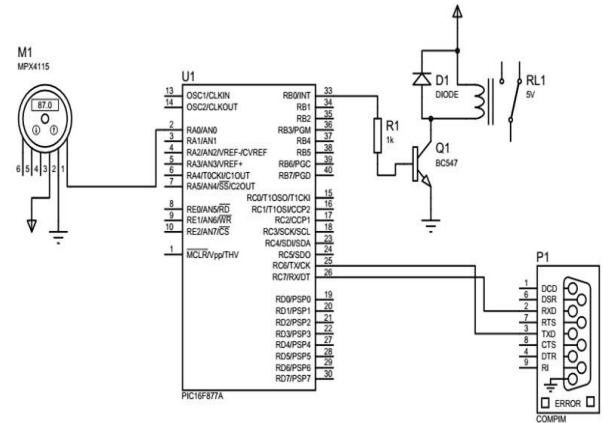 M1
MPX4115
87.0
6 5 4 3 2 1
U1
13 OSC1/CLKIN
14 OSC2/CLKOUT
2 RA0/AN0
3 RA1/AN1
4 RA2/AN2/VREF-/CVREF
5 RA3/AN3/VREF+
6 RA4/T0CKI/C1OUT
7 RA5/AN4/SS/C2OUT
8 RE0/AN5/RD
9 RE1/AN6/WR
10 RE2/AN7/CS
1 MCLR/Vpp/THV
RB0/INT 33
RB1 34
RB2 35
RB3/PGM 36
RB4 37
RB5 38
RB6/PGC 39
RB7/PGD 40
RC0/T1OSO/T1CKI 15
RC1/T1OSI/CCP2 16
RC2/CCP1 17
RC3/SCK/SCL 18
RC4/SDI/SDA 23
RC5/SDO 24
RC6/TX/CK 25
RC7/RX/DT 26
RD0/PSP0 19
RD1/PSP1 20
RD2/PSP2 21
RD3/PSP3 22
RD4/PSP4 27
RD5/PSP5 28
RD6/PSP6 29
RD7/PSP7 30
PIC16F877A
R1
1k
D1
DIODE
Q1
BC547
RL1
5V
P1
1 DCD
6 DSR
2 RXD
7 RTS
3 TXD
8 CTS
4 DTR
9 RI
ERROR
COMPIM